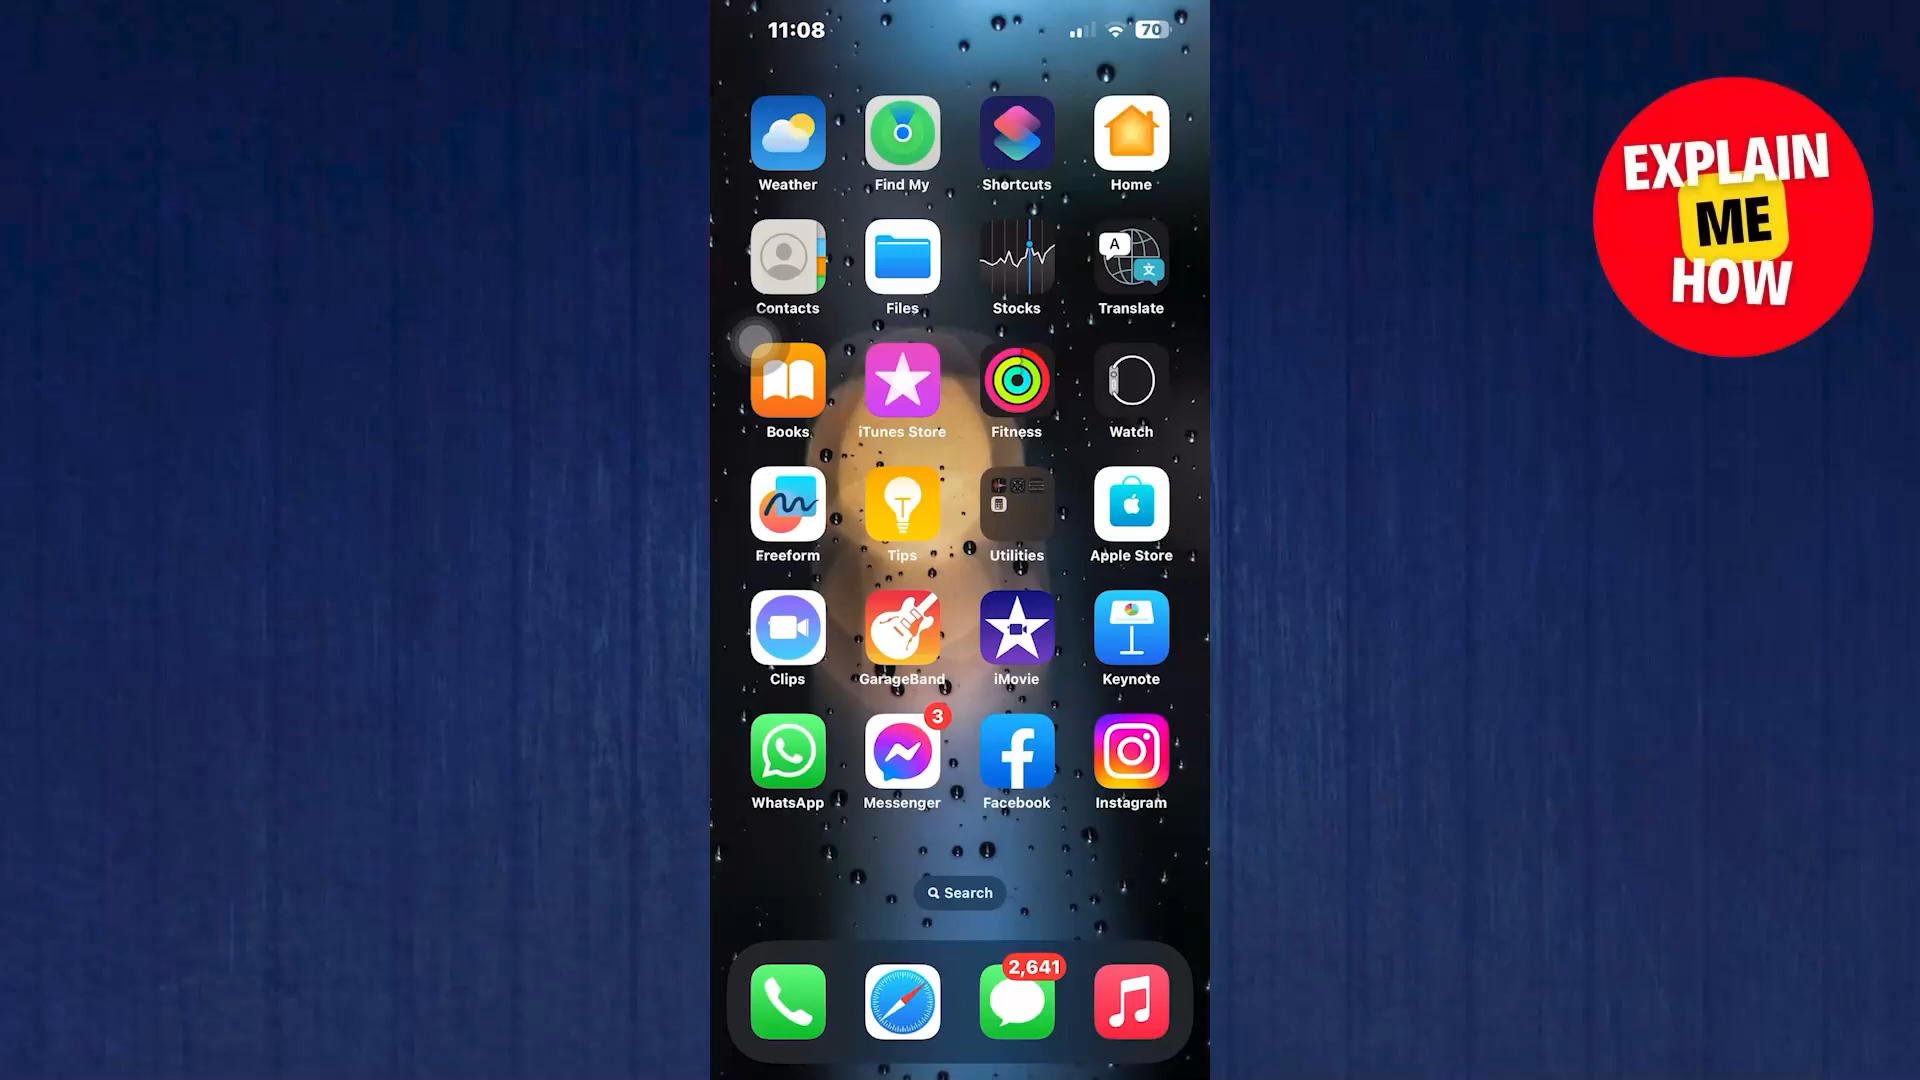 11:08
70
EXPLAIN
ME
HOW
Weather
Find My
Shortcuts
Home
A
文
Contacts
Files
Stocks
Translate
Books
iTunes Store
Fitness
Watch
Freeform
Tips
Utilities
Apple Store
Clips
GarageBand
iMovie
Keynote
3
WhatsApp
Messenger
Facebook
Instagram
Search
2,641